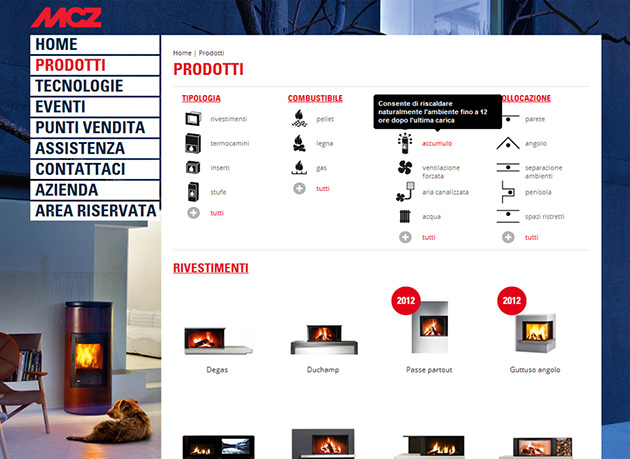 MCZ
HOME
PRODOTTI
TECNOLOGIE
EVENTI
PUNTI VENDITA
ASSISTENZA
CONTATTACI
AZIENDA
AREA RISERVATA
Home | Prodotti
PRODOTTI
TIPOLOGIA
rivestimenti
termocamini
inserti
stufe
tutti
COMBUSTIBILE
pellet
legna
gas
tutti
Consente di riscaldare
naturalmente l'ambiente fino a 12
ore dopo l'ultima carica
accumulo
ventilazione
forzata
aria canalizzata
acqua
tutti
OLLOCAZIONE
parete
angolo
separazione
ambienti
penisola
spazi ristretti
tutti
RIVESTIMENTI
Degas
Duchamp
2012
Passe partout
2012
Guttuso angolo